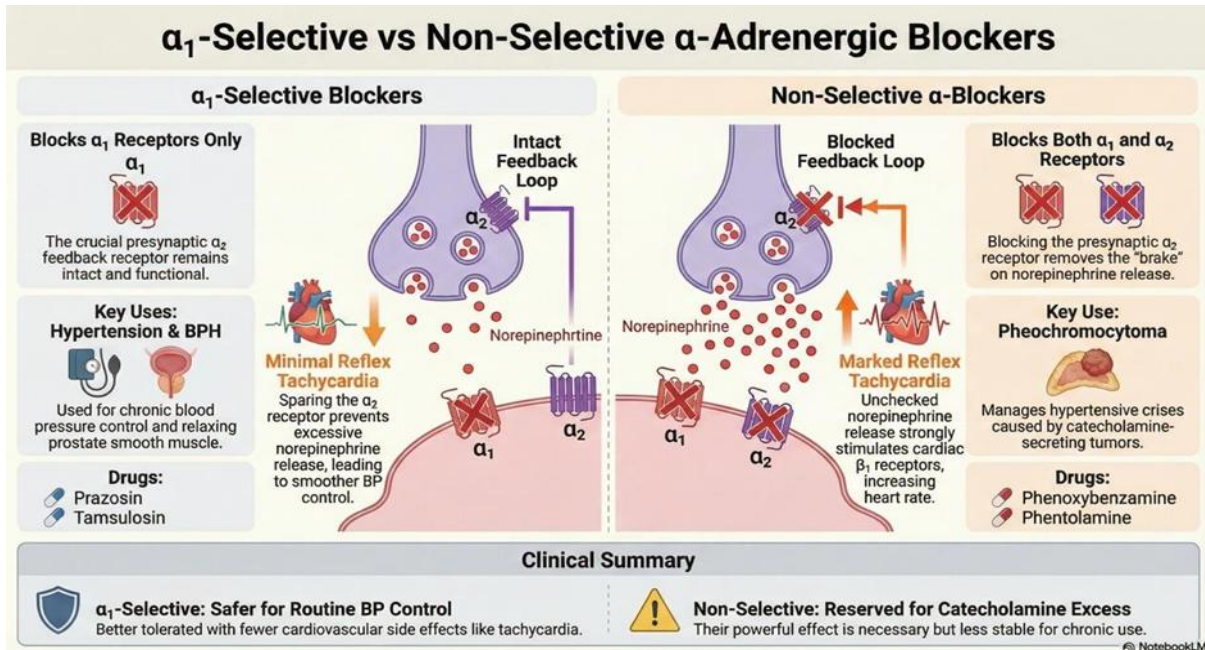 α₁-Selective vs Non-Selective α-Adrenergic Blockers
α₁-Selective Blockers
Blocks α₁ Receptors Only
α₁
The crucial presynaptic α₂
feedback receptor remains
intact and functional.
Key Uses:
Hypertension & BPH
Used for chronic blood
pressure control and relaxing
prostate smooth muscle.
Drugs:
Prazosin
Tamsulosin
Intact
Feedback
Loop
α₂
Norepinephrtine
Minimal Reflex
Tachycardia
Sparing the α₂
receptor prevents
excessive
norepinephrine
release, leading
to smoother BP
control.
α₁
α₂
Non-Selective α-Blockers
Blocked
Feedback Loop
α₂
Norepinephrine
Marked Reflex
Tachycardia
Unchecked
norepinephrine
release strongly
stimulates cardiac
β₁ receptors,
increasing
heart rate.
α₁
α₂
Blocks Both α₁ and α₂
Receptors
Blocking the presynaptic α₂
receptor removes the "brake"
on norepinephrine release.
Key Use:
Pheochromocytoma
Manages hypertensive crises
caused by catecholamine-
secreting tumors.
Drugs:
Phenoxybenzamine
Phentolamine
Clinical Summary
α₁-Selective: Safer for Routine BP Control
Better tolerated with fewer cardiovascular side effects like tachycardia.
Non-Selective: Reserved for Catecholamine Excess
Their powerful effect is necessary but less stable for chronic use.
NotebookLM